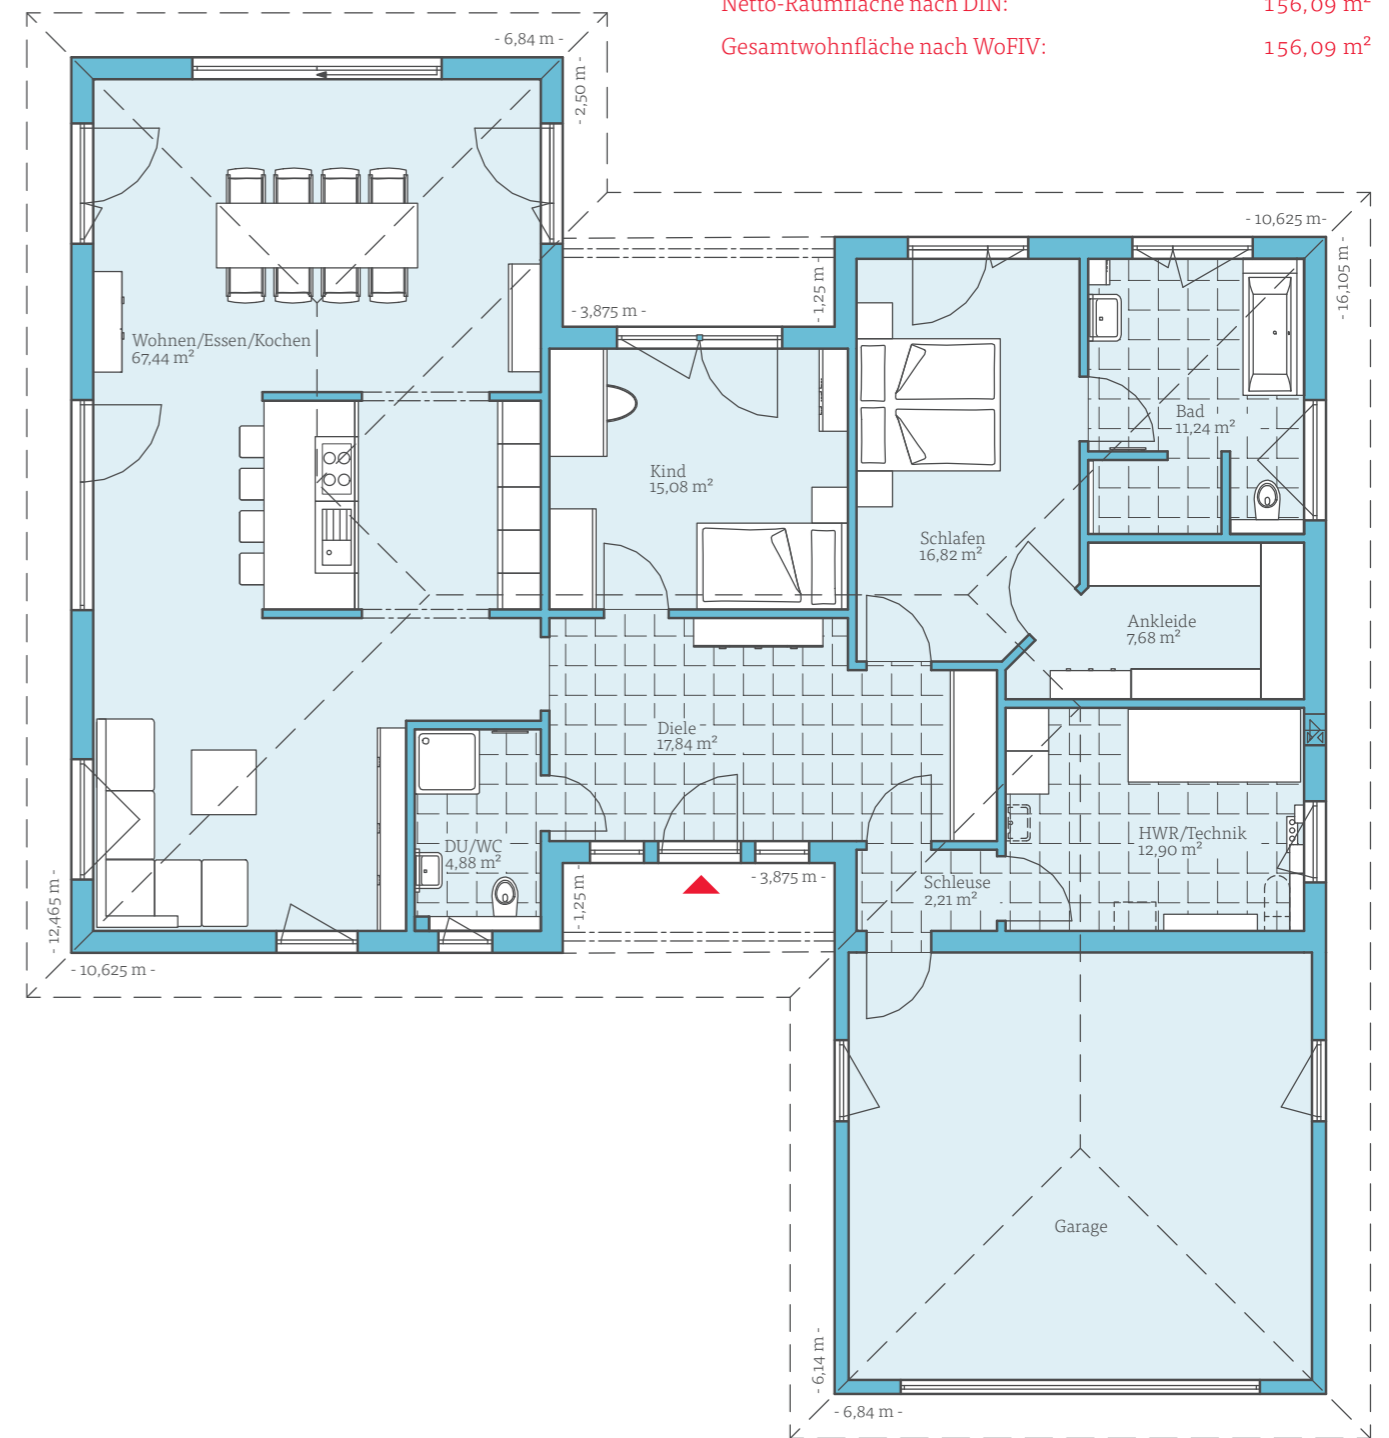 Netto-Raumfläche nach DIN: 156,09 m²
Gesamtwohnfläche nach WoFIV: 156,09 m²
- 6,84 m -
- 2,50 m -
- 10,625 m-
- 16,105 m -
- 3,875 m -
- 1,25 m -
Wohnen/Essen/Kochen
67,44 m²
Kind
15,08 m²
Schlafen
16,82 m²
Bad
11,24 m²
Ankleide
7,68 m²
Diele
17,84 m²
DU/WC
4,88 m²
HWR/Technik
12,90 m²
Schleuse
2,21 m²
- 3,875 m -
- 1,25 m -
- 12,465 m -
- 10,625 m -
Garage
- 6,14 m -
- 6,84 m -